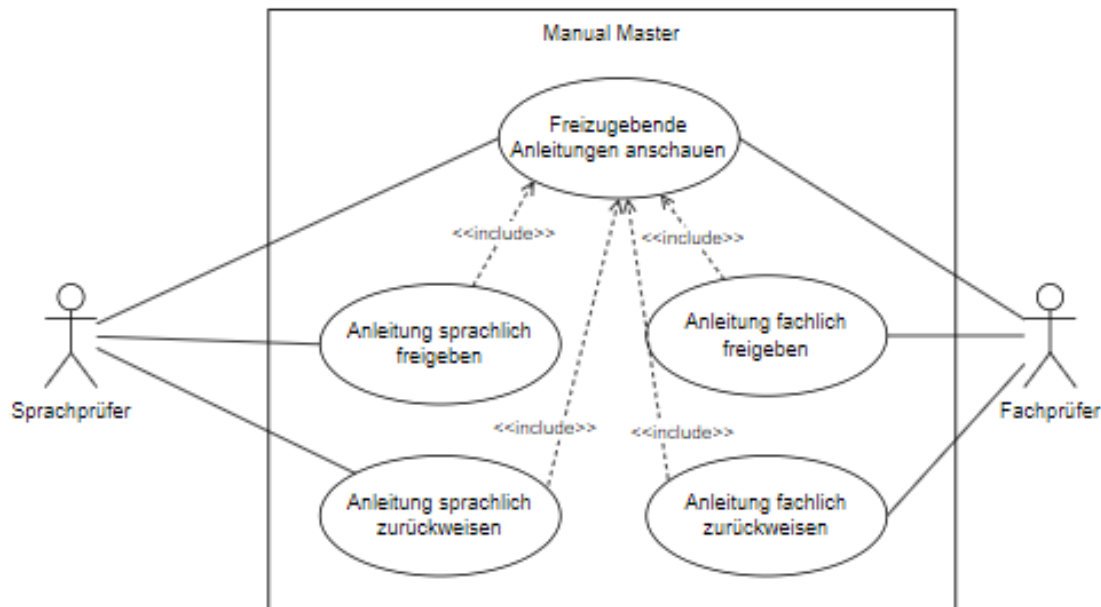 Manual Master
Freizugebende
Anleitungen anschauen
<<include>>
<<include>>
Anleitung sprachlich
freigeben
Anleitung fachlich
freigeben
Sprachprüfer
Fachprüfer
<<include>>
<<include>>
Anleitung sprachlich
zurückweisen
Anleitung fachlich
zurückweisen